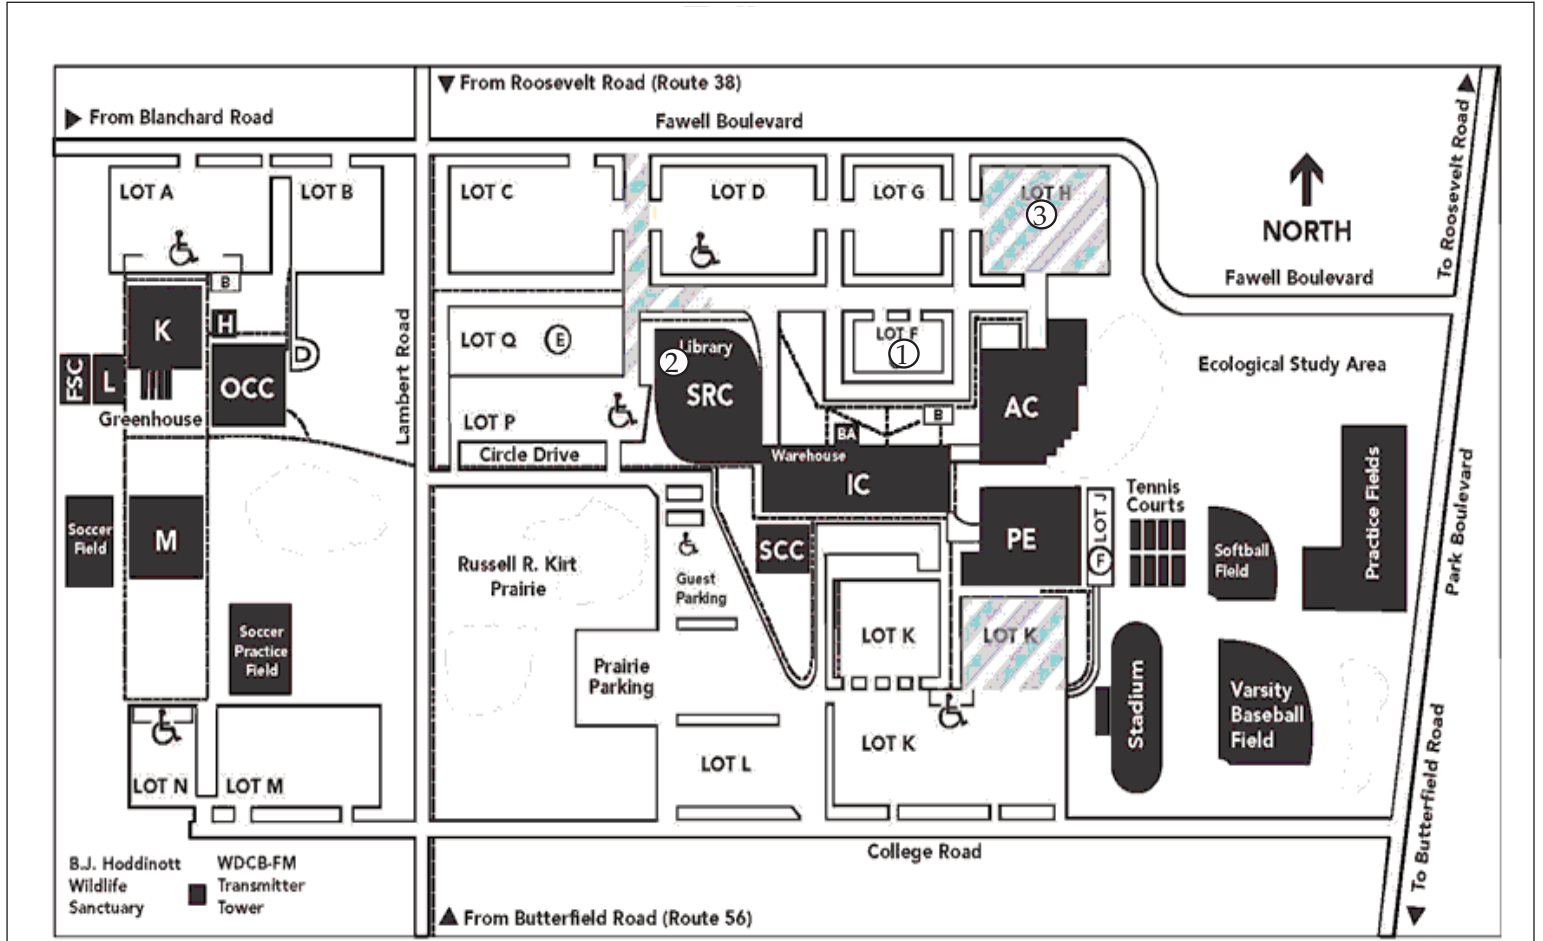 From Roosevelt Road (Route 38)
From Blanchard Road
Fawell Boulevard
To Roosevelt Road
LOT A
LOT B
LOT C
LOT D
LOT G
LOT H
3
NORTH
Fawell Boulevard
B
H
K
FSC
L
OCC
D
Greenhouse
Lambert Road
LOT Q
E
LOT P
Circle Drive
Library
2
SRC
LOT F
1
B
BA
Warehouse
IC
AC
Ecological Study Area
Park Boulevard
Practice Fields
Tennis
Courts
LOT J
F
PE
Softball
Field
Soccer
Field
M
Soccer
Practice
Field
Russell R. Kirt
Prairie
Guest
Parking
SCC
LOT K
LOT K
Prairie
Parking
Stadium
Varsity
Baseball
Field
LOT K
LOT L
LOT N
LOT M
To Butterfield Road
College Road
B.J. Hoddinott
Wildlife
Sanctuary
WDCB-FM
Transmitter
Tower
From Butterfield Road (Route 56)